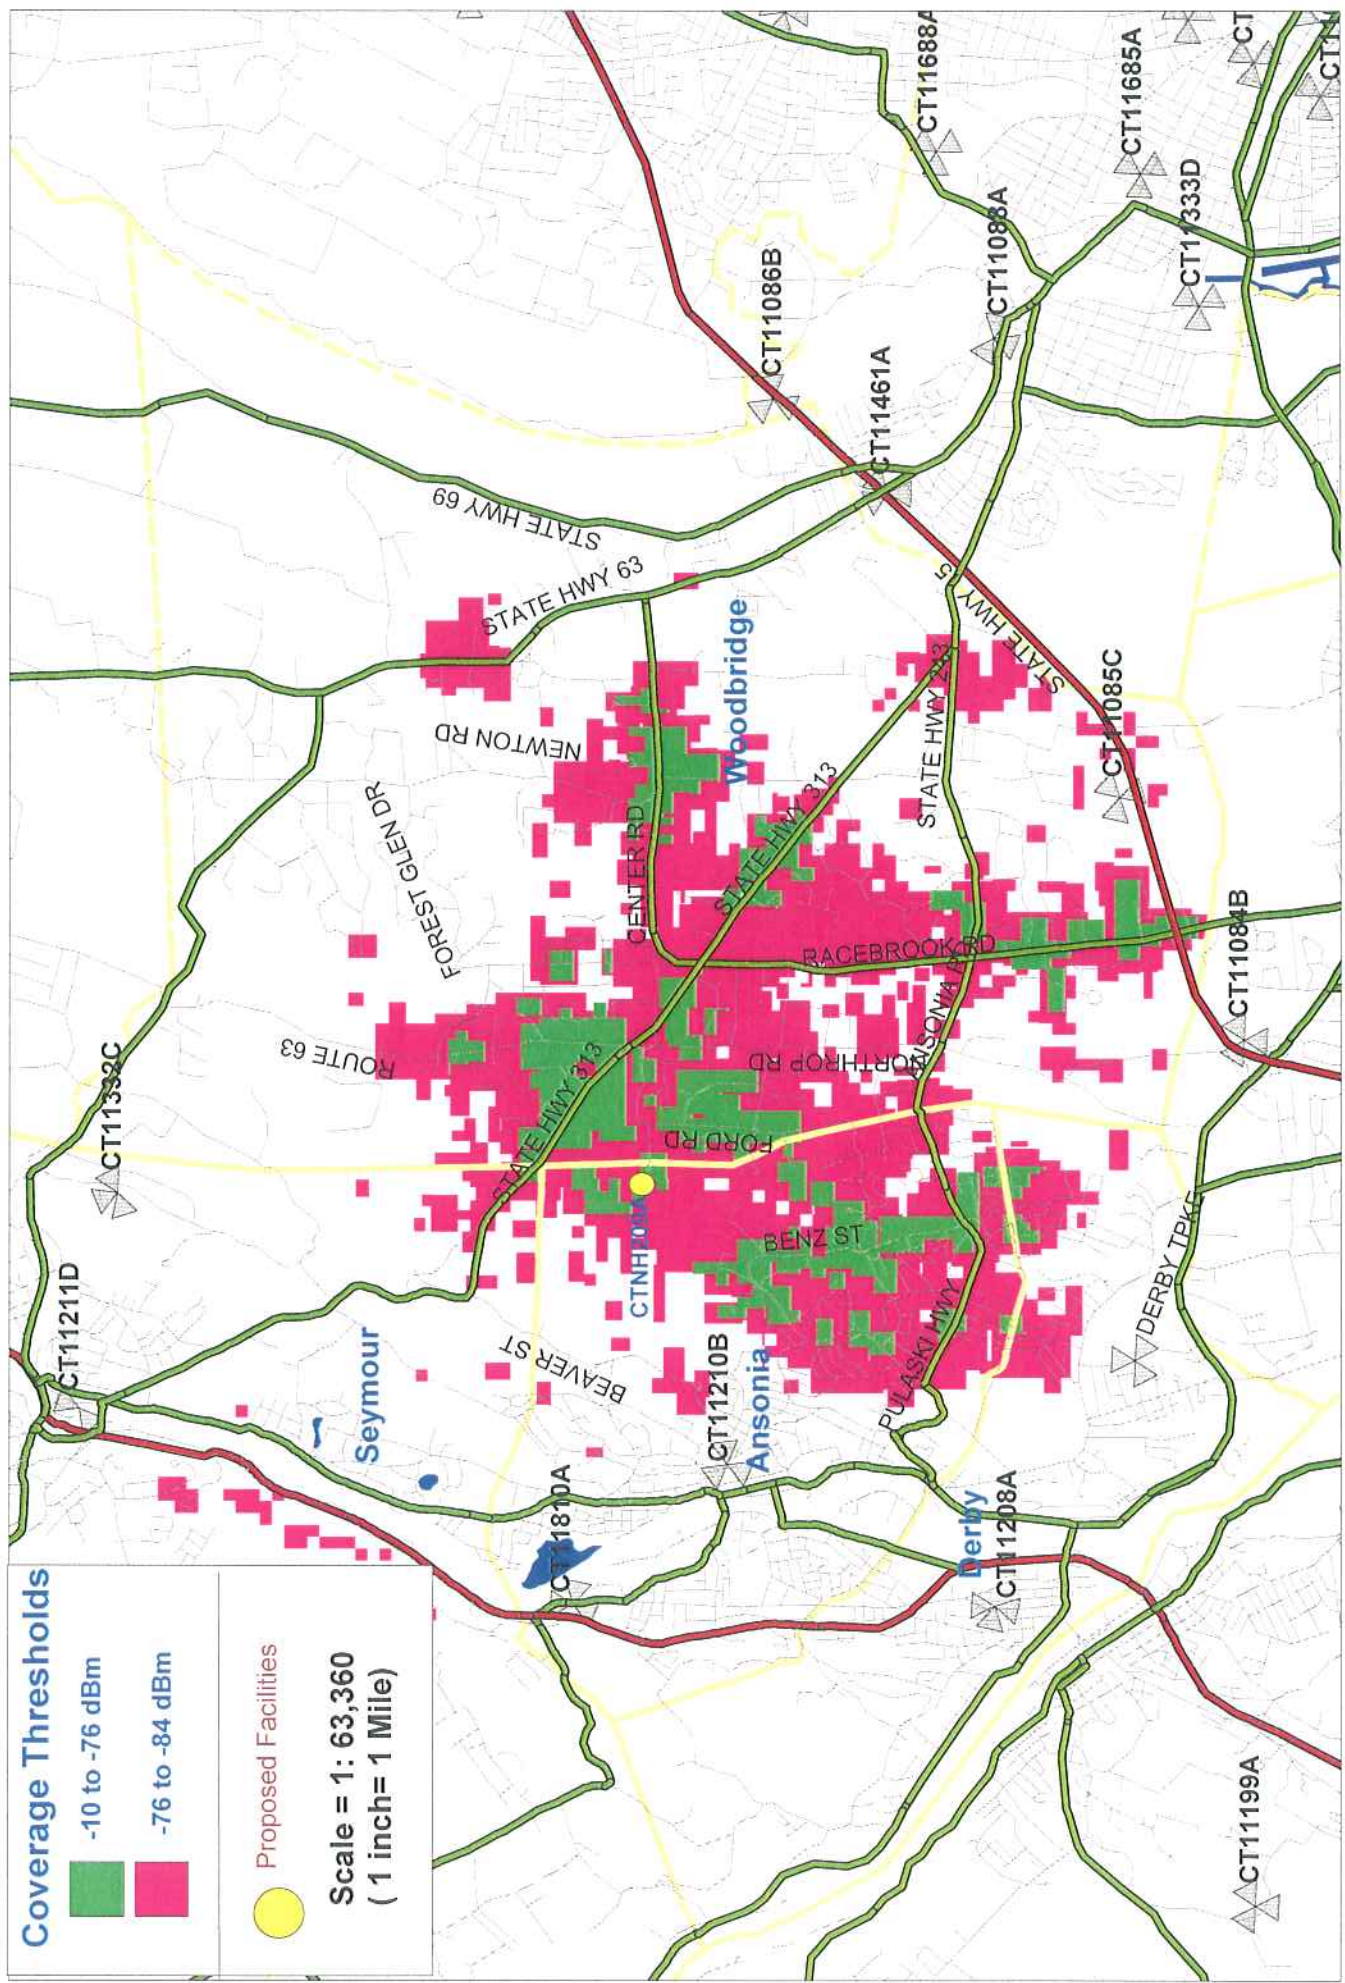 Coverage Thresholds
-10 to -76 dBm
-76 to -84 dBm
Proposed Facilities
Scale = 1 : 63,360
( 1 inch= 1 Mile)
CT11211D
CT11332C
Seymour
ROUTE 63
FOREST GLEN DR
NEWTON RD
STATE HWY 63
STATE HWY 69
STATE HWY 313
BEAVER ST
CT11810A
CTNH209A
CENTER RD
FORD RD
CT11210B
Ansonia
BENZ ST
NORTHROP RD
STATE HWY 313
RACEBROOK RD
Woodbridge
CT11086B
CT11461A
PULASKI HWY
ANSONIA
STATE HWY 243
STATE HWY
CT11688A
Derby
CT11208A
CT11088A
CT11085C
CT11685A
DERBY TPKE
CT11333D
CT11199A
CT11084B
CT